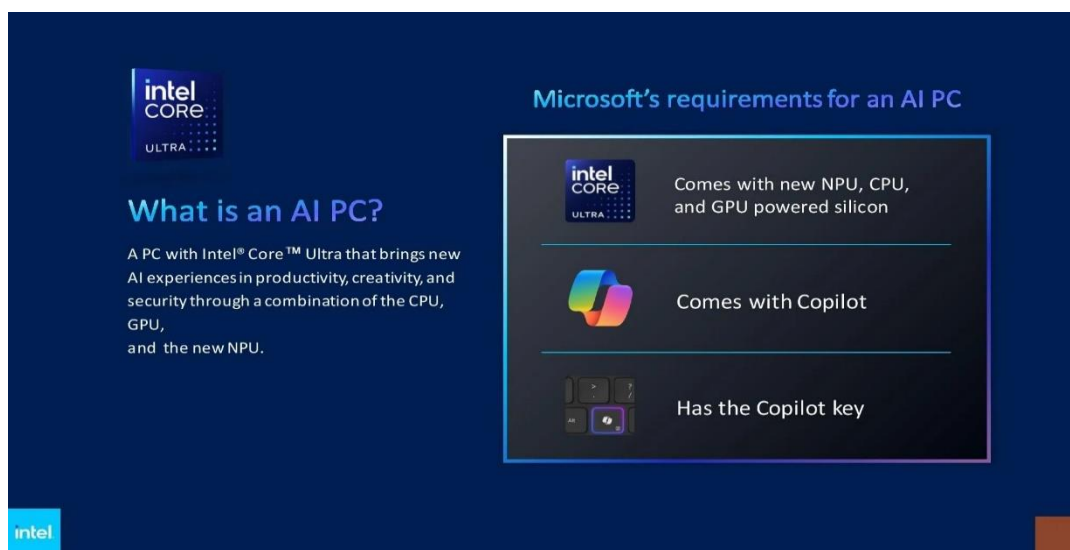 intel
CORE
ULTRA
What is an AI PC?
A PC with Intel® Core™ Ultra that brings new
AI experiences in productivity, creativity, and
security through a combination of the CPU,
GPU,
and the new NPU.
Microsoft's requirements for an AI PC
intel
CORE
ULTRA
Comes with new NPU, CPU,
and GPU powered silicon
Comes with Copilot
> ?
. /
Alt
Has the Copilot key
intel